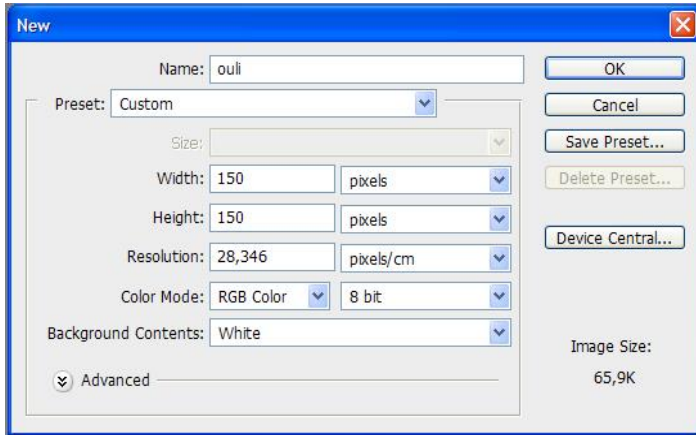 New
Name: ouli
OK
Preset: Custom
Cancel
Size:
Save Preset...
Width: 150 pixels
Delete Preset...
Height: 150 pixels
Device Central...
Resolution: 28,346 pixels/cm
Color Mode: RGB Color 8 bit
Background Contents: White
Image Size:
Advanced
65,9K